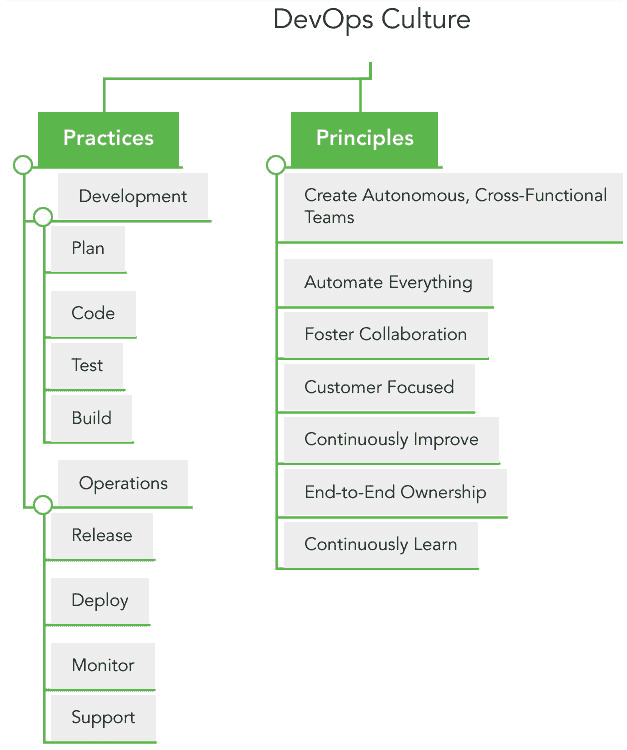 DevOps Culture
Practices
Development
Plan
Code
Test
Build
Operations
Release
Deploy
Monitor
Support
Principles
Create Autonomous, Cross-Functional
Teams
Automate Everything
Foster Collaboration
Customer Focused
Continuously Improve
End-to-End Ownership
Continuously Learn